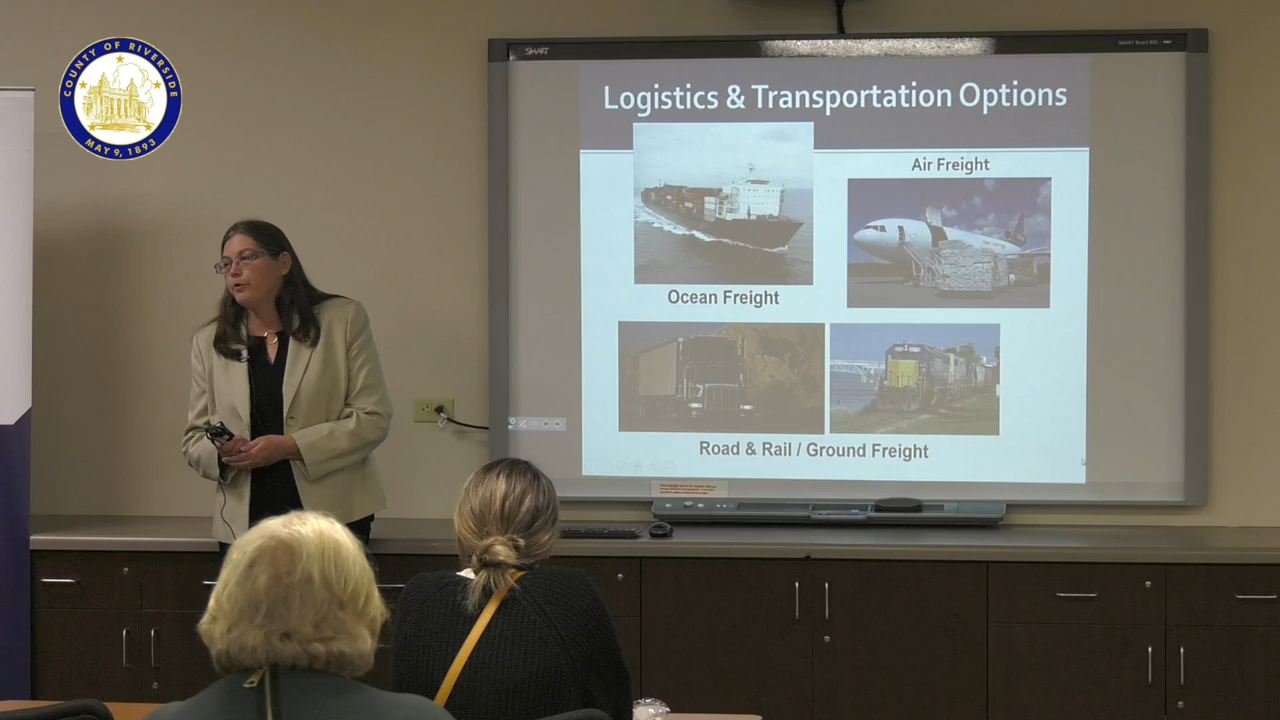 COUNTY OF RIVERSIDE
MAY 9, 1893
SMART
Logistics & Transportation Options
Air Freight
Ocean Freight
Road & Rail / Ground Freight